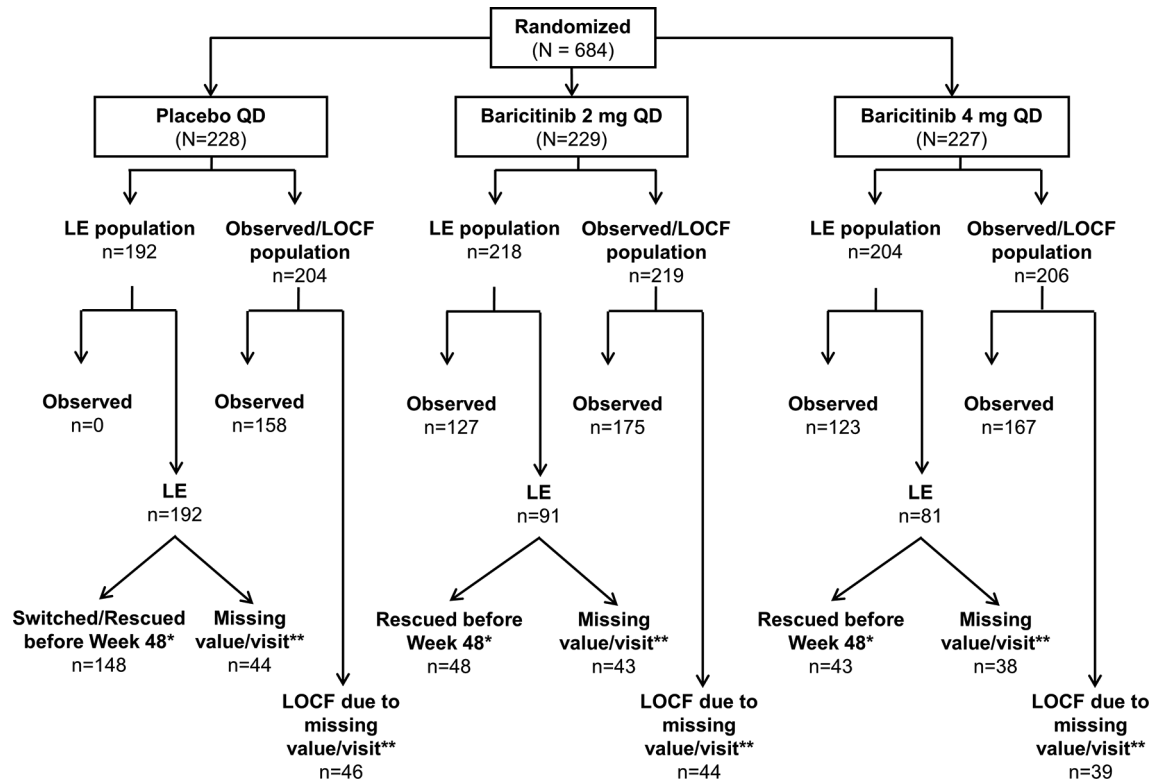 Randomized
(N = 684)
Placebo QD
(N=228)
Baricitinib 2 mg QD
(N=229)
Baricitinib 4 mg QD
(N=227)
LE population
n=192
Observed/LOCF
population
n=204
LE population
n=218
Observed/LOCF
population
n=219
LE population
n=204
Observed/LOCF
population
n=206
Observed
n=0
Observed
n=158
Observed
n=127
Observed
n=175
Observed
n=123
Observed
n=167
LE
n=192
LE
n=91
LE
n=81
Switched/Rescued
before Week 48*
n=148
Missing
value/visit**
n=44
Rescued before
Week 48*
n=48
Missing
value/visit**
n=43
Rescued before
Week 48*
n=43
Missing
value/visit**
n=38
LOCF due to
missing
value/visit**
n=46
LOCF due to
missing
value/visit**
n=44
LOCF due to
missing
value/visit**
n=39